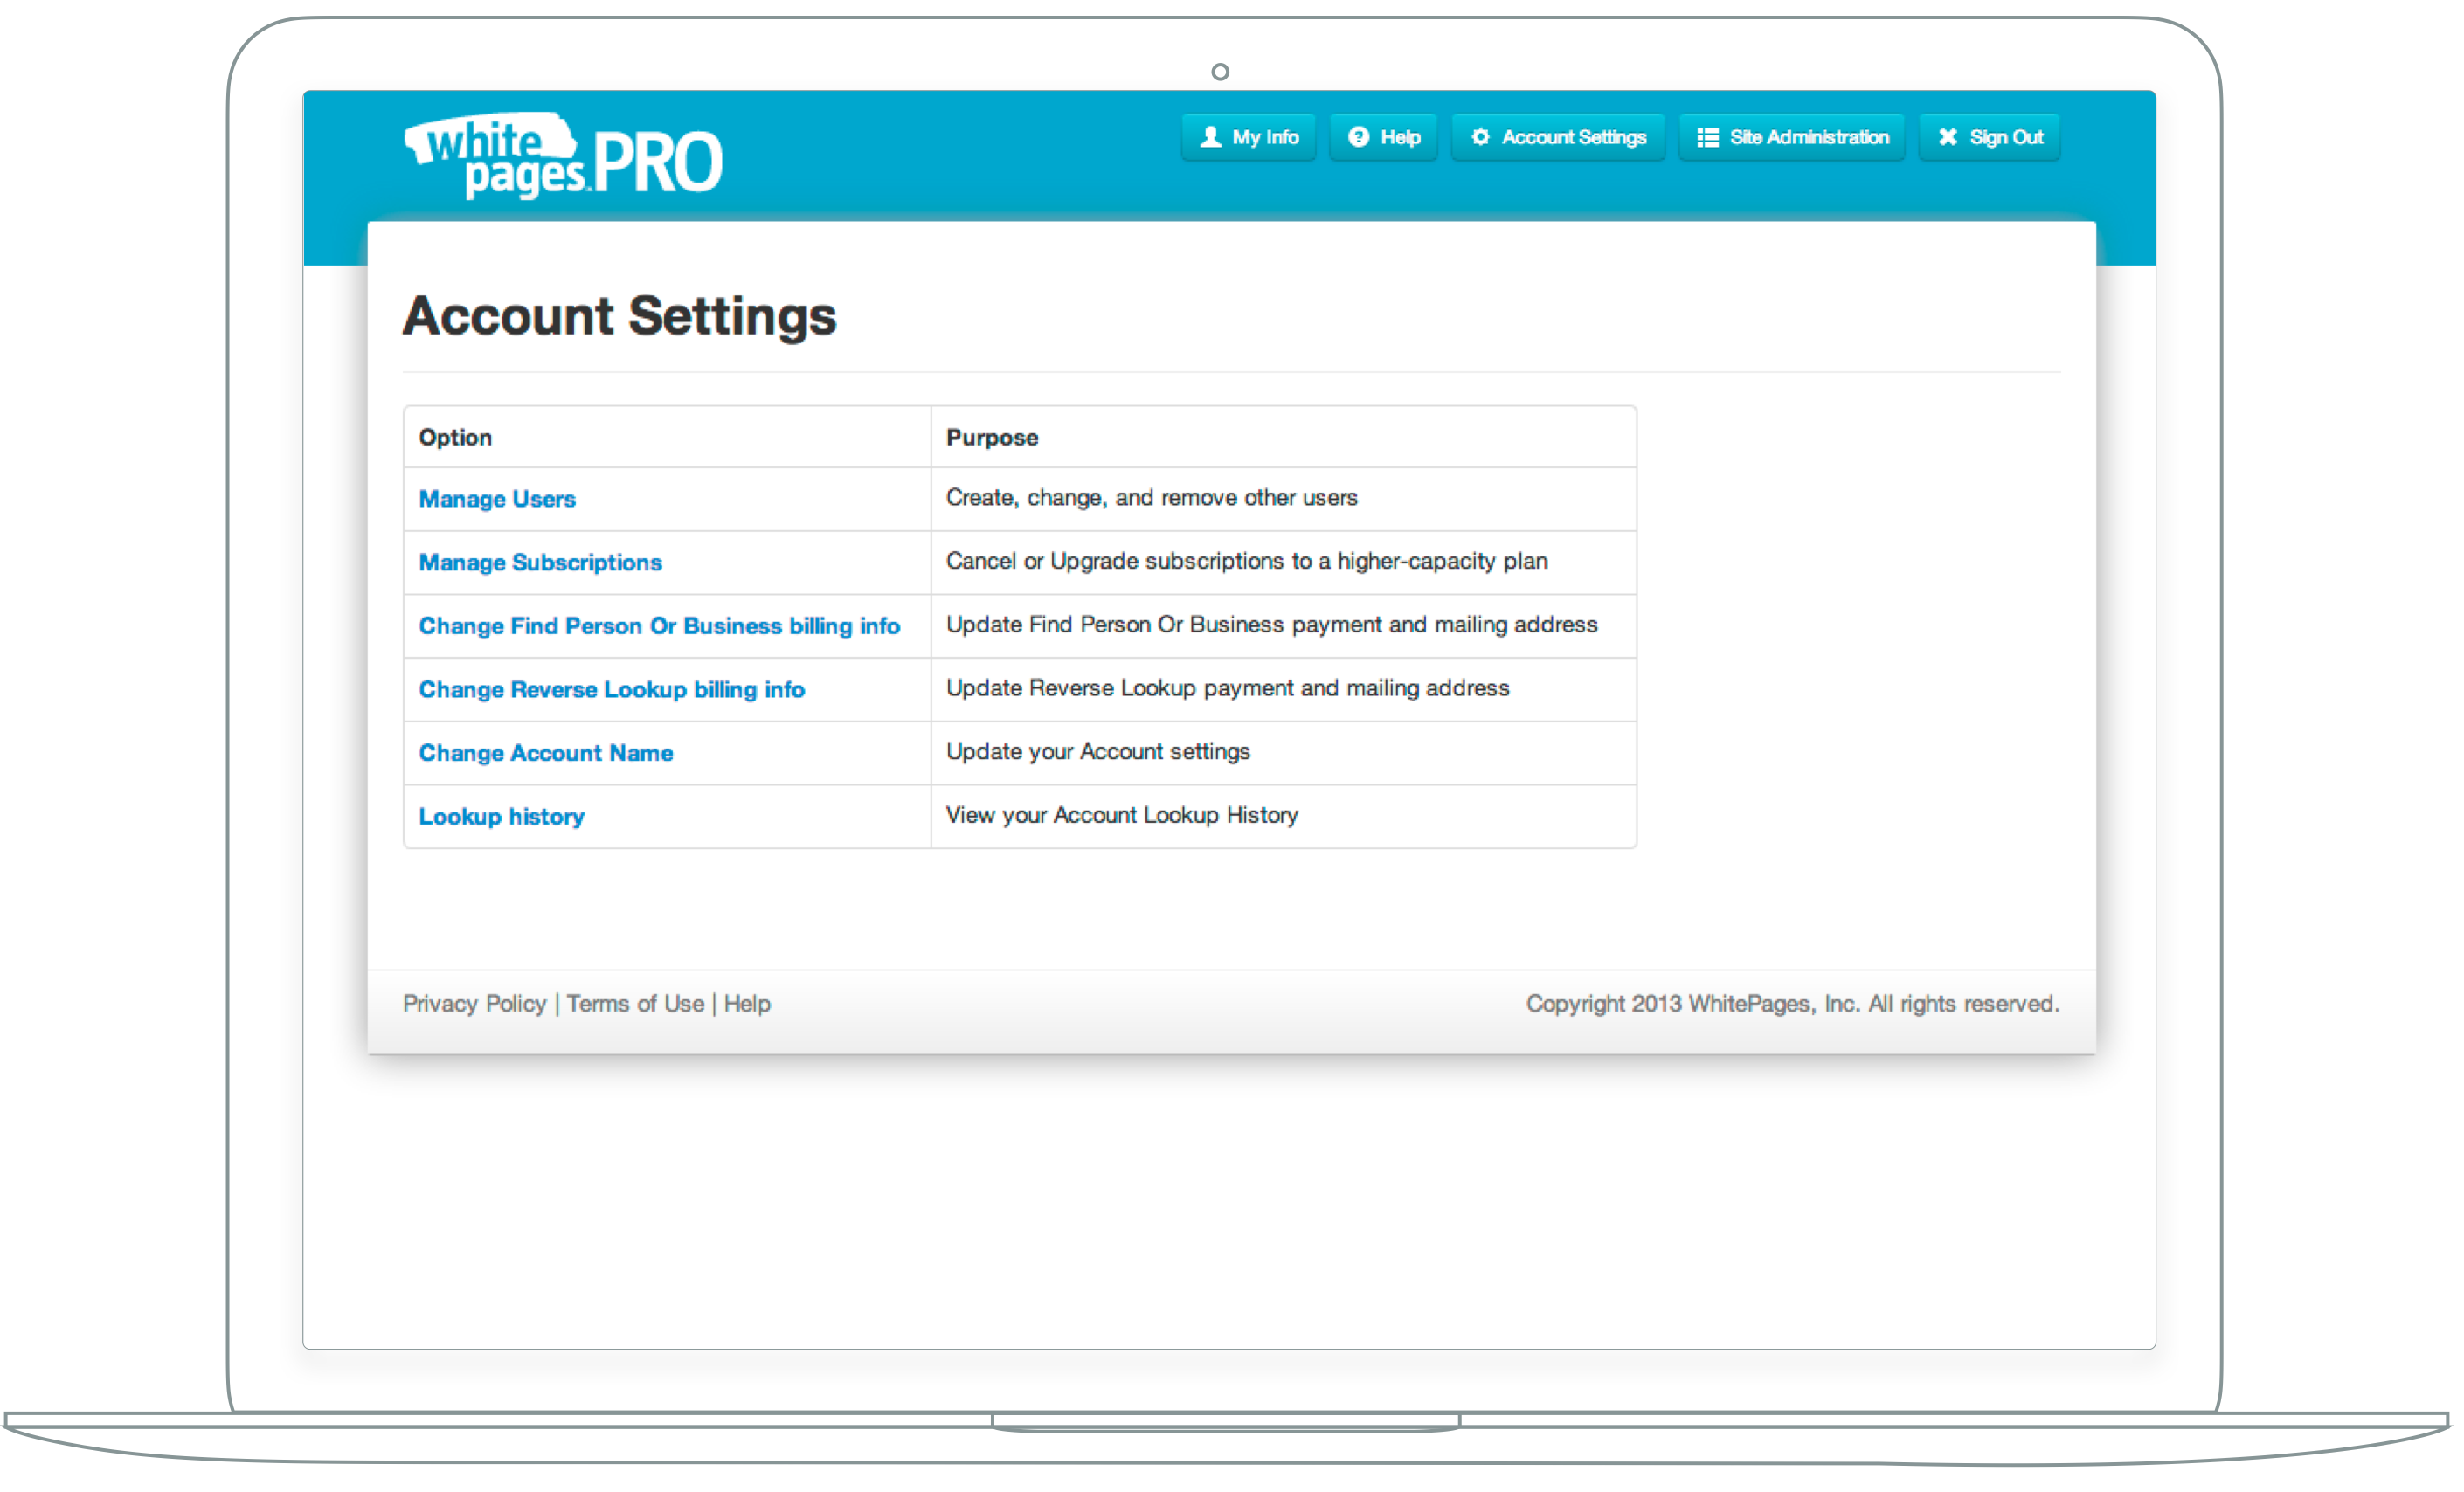 white pages. PRO
My Info
Help
Account Settings
Site Administration
Sign Out
Account Settings
Option Purpose
Manage Users Create, change, and remove other users
Manage Subscriptions Cancel or Upgrade subscriptions to a higher-capacity plan
Change Find Person Or Business billing info Update Find Person Or Business payment and mailing address
Change Reverse Lookup billing info Update Reverse Lookup payment and mailing address
Change Account Name Update your Account settings
Lookup history View your Account Lookup History
Privacy Policy | Terms of Use | Help
Copyright 2013 WhitePages, Inc. All rights reserved.